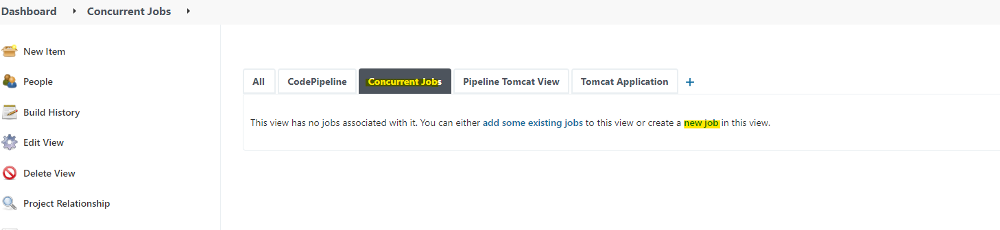 Dashboard Concurrent Jobs
New Item
People
Build History
Edit View
Delete View
Project Relationship
All CodePipeline Concurrent Jobs Pipeline Tomcat View Tomcat Application +
This view has no jobs associated with it. You can either add some existing jobs to this view or create a new job in this view.